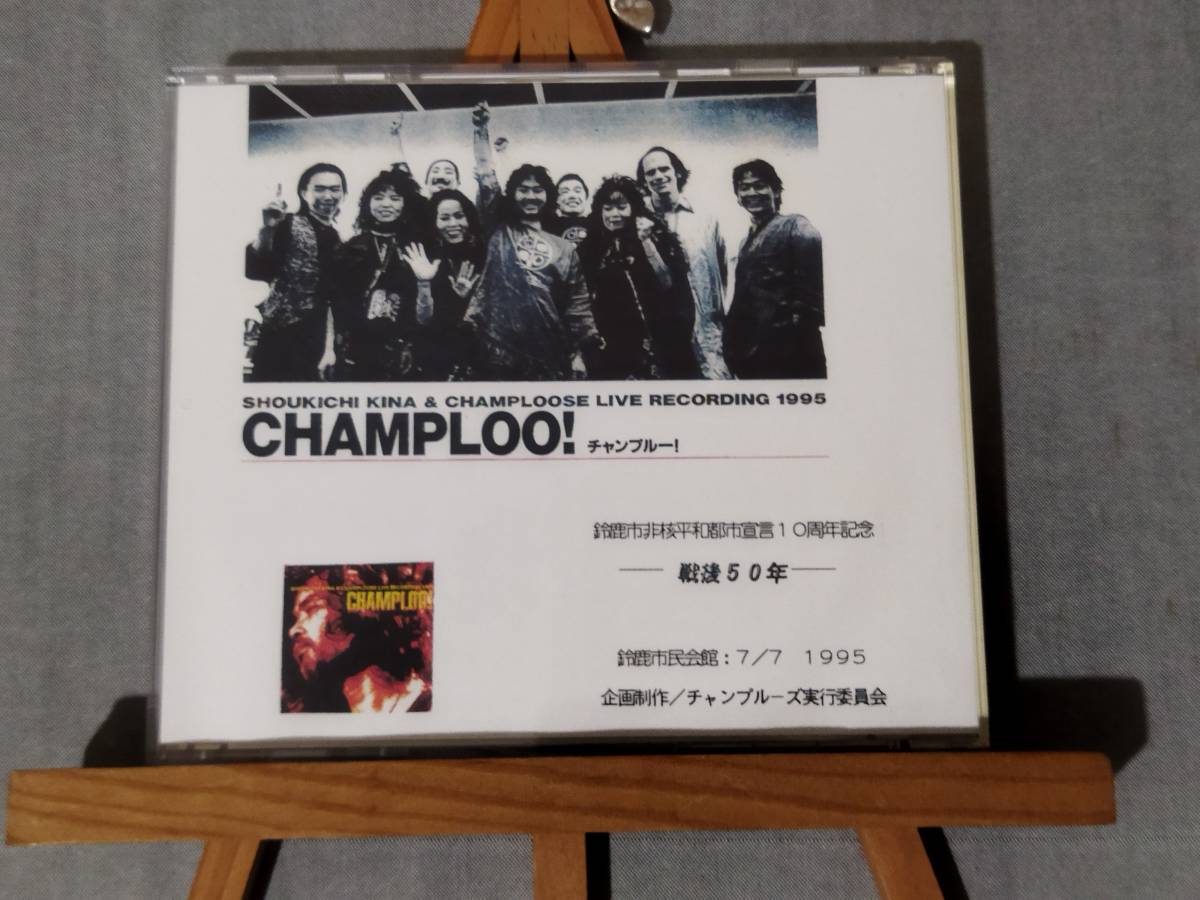 SHOUKICHI KINA & CHAMPLOOSE LIVE RECORDING 1995
CHAMPLOO! チャンプルー!
鈴鹿市非核平和都市宣言10周年記念
戦後50年
CHAMPLOO!
鈴鹿市民会館:7/7 1995
企画制作/チャンプルーズ実行委員会